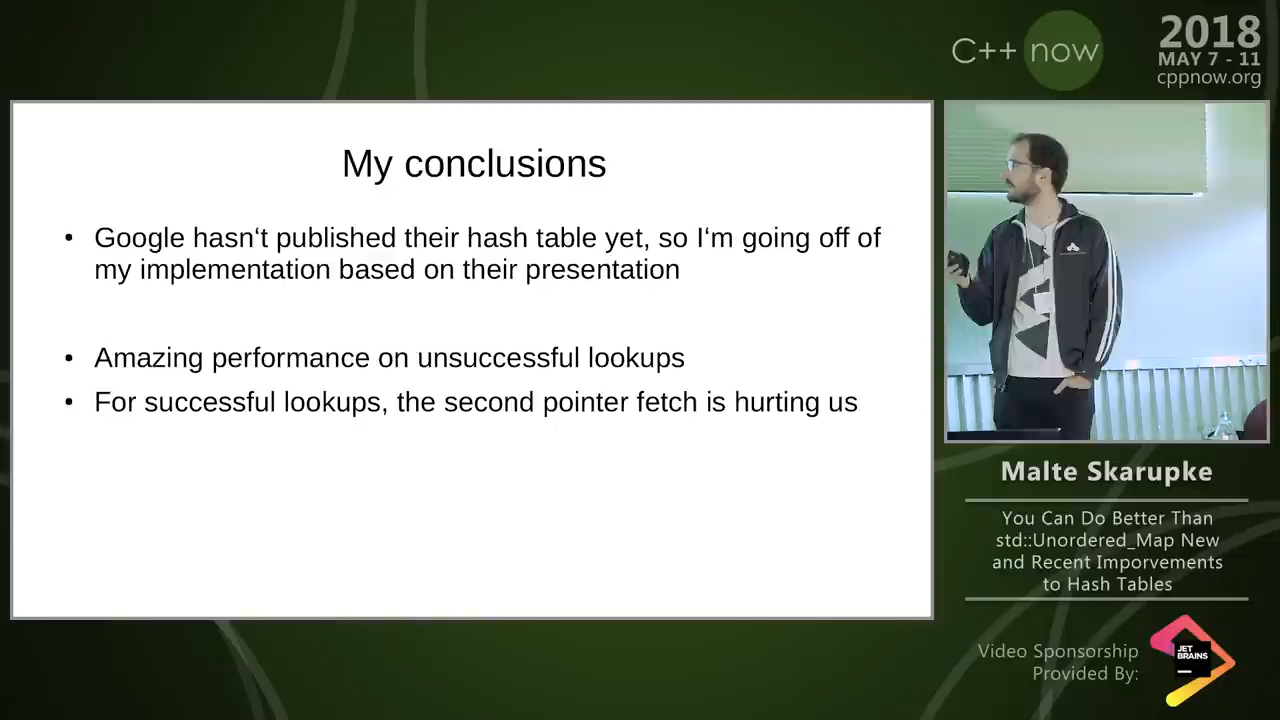 C++ now
2018
MAY 7 - 11
cppnow.org
My conclusions
• Google hasn‘t published their hash table yet, so I‘m going off of
my implementation based on their presentation
• Amazing performance on unsuccessful lookups
• For successful lookups, the second pointer fetch is hurting us
Malte Skarupke
You Can Do Better Than
std::Unordered_Map New
and Recent Imporvements
to Hash Tables
Video Sponsorship
Provided By:
JET
BRAINS